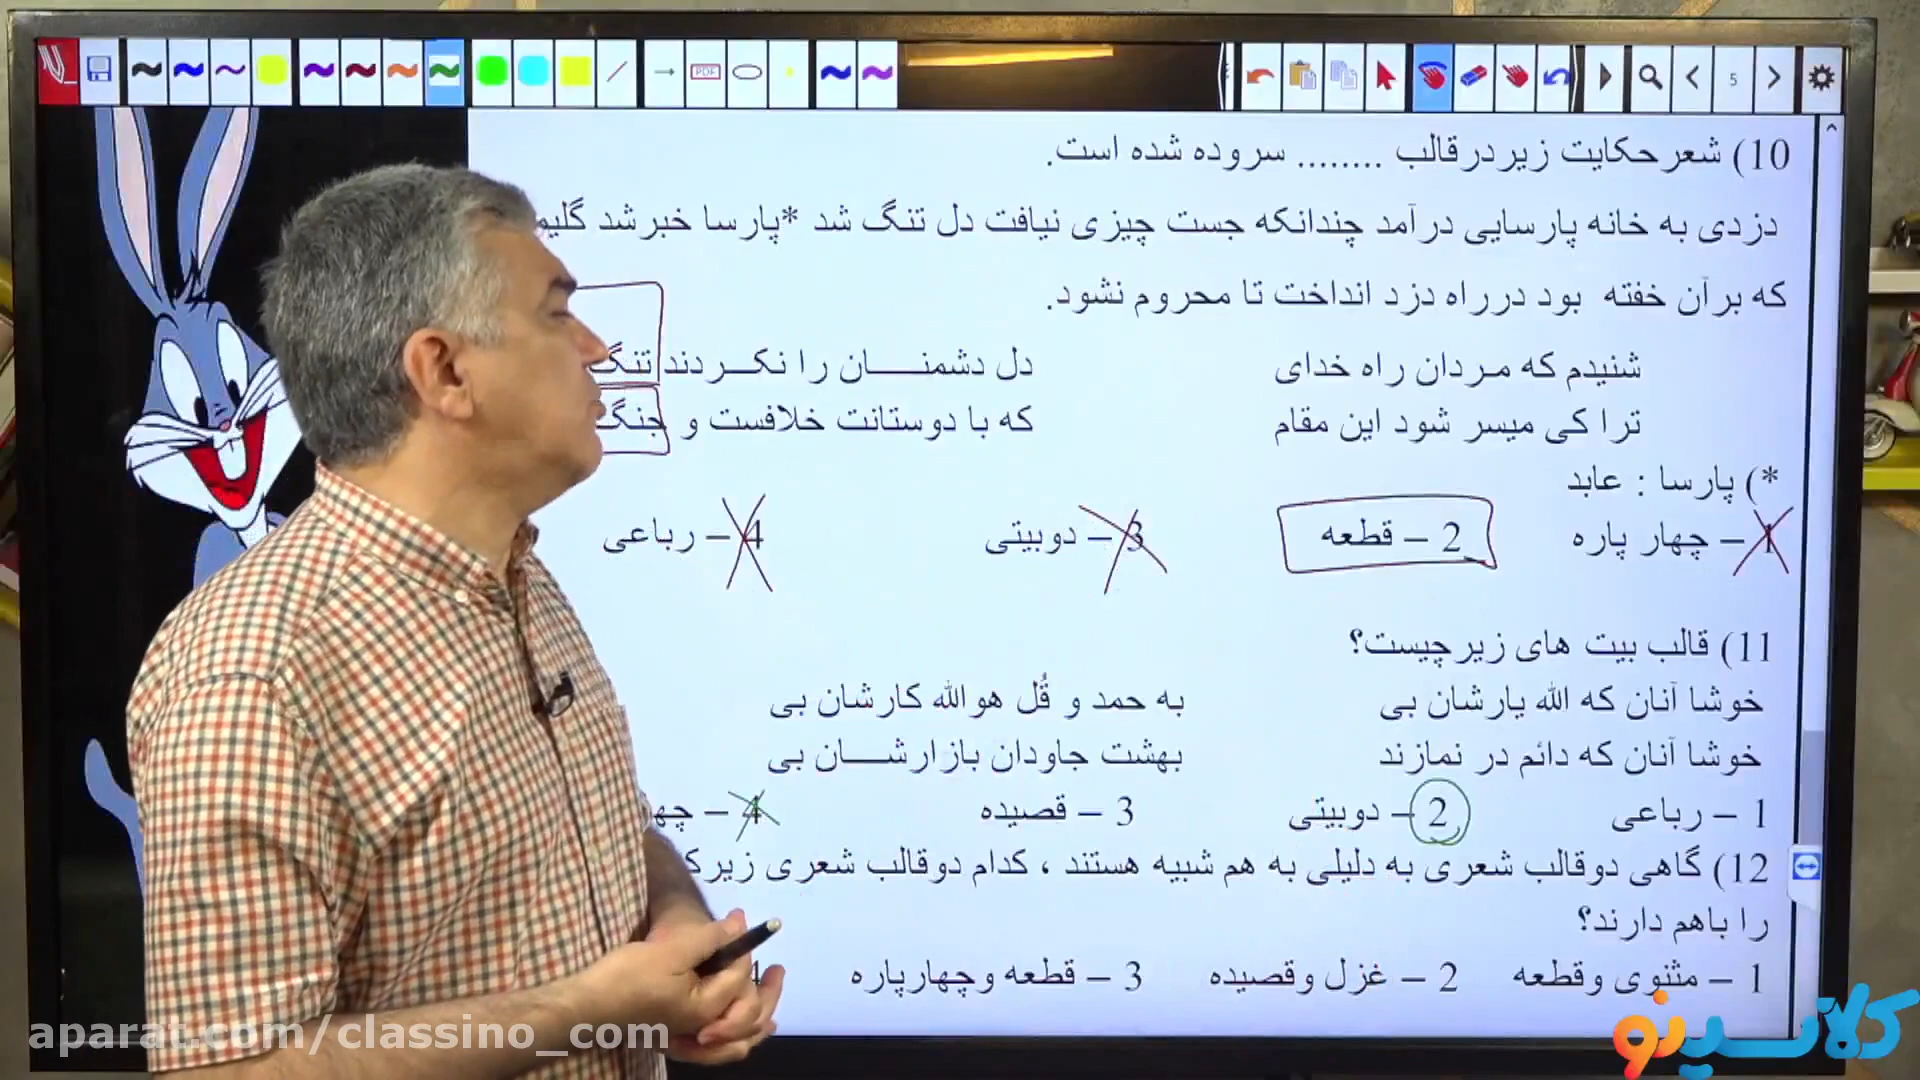 PDF
5
10) شعرحکایت زیردرقالب ........ سروده شده است.
دزدی به خانه پارسایی درآمد چندانکه جست چیزی نیافت دل تنگ شد *پارسا خبرشد
که برآن خفته بود درراه دزد انداخت تا محروم نشود.
شنیدم که مردان راه خدای دل دشمنان را نکردند تنگ
ترا کی میسر شود این مقام که با دوستانت خلافست و جنگ
*) پارسا : عابد
1 – چهار پاره 2 – قطعه 3 – دوبیتی 4 – رباعی
11) قالب بیت های زیرچیست؟
خوشا آنان که الله یارشان بی به حمد و قُل هوالله کارشان بی
خوشا آنان که دائم در نمازند بهشت جاودان بازارشان بی
1 – رباعی 2 – دوبیتی 3 – قصیده 4 –
12) گاهی دوقالب شعری به دلیلی به هم شبیه هستند ، کدام دوقالب شعری
را باهم دارند؟
1 – مثنوی وقطعه 2 – غزل وقصیده 3 – قطعه وچهارپاره 4
aparat.com/classino_com
کلاسینو